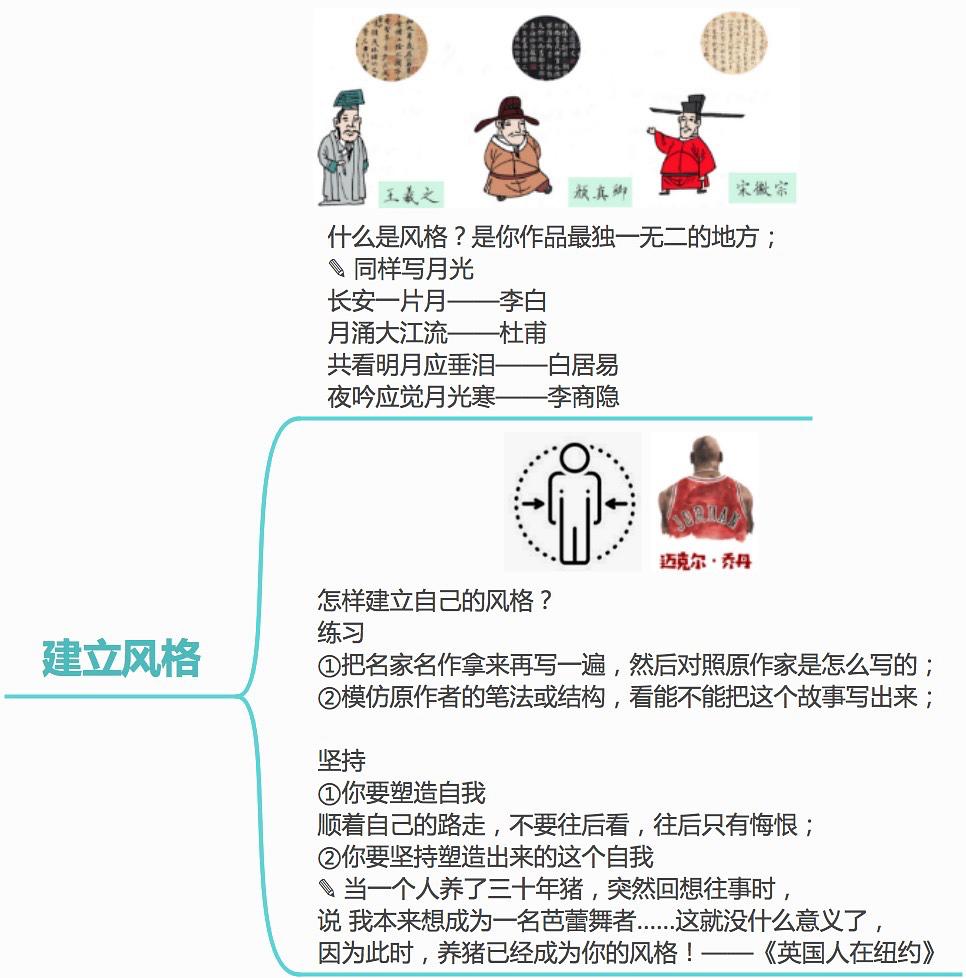 王羲之
颜真卿
宋徽宗
什么是风格？是你作品最独一无二的地方；
✎ 同样写月光
长安一片月——李白
月涌大江流——杜甫
共看明月应垂泪——白居易
夜吟应觉月光寒——李商隐
JORDAN
迈克尔·乔丹
建立风格
怎样建立自己的风格？
练习
①把名家名作拿来再写一遍，然后对照原作家是怎么写的；
②模仿原作者的笔法或结构，看能不能把这个故事写出来；
坚持
①你要塑造自我
顺着自己的路走，不要往后看，往后只有悔恨；
②你要坚持塑造出来的这个自我
✎ 当一个人养了三十年猪，突然回想往事时，
说 我本来想成为一名芭蕾舞者......这就没什么意义了，
因为此时，养猪已经成为你的风格！——《英国人在纽约》